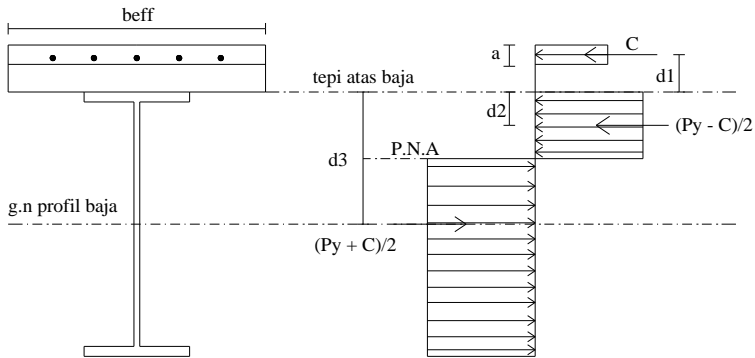 beff
a
C
d1
tepi atas baja
d2
(Py - C)/2
d3
P.N.A
g.n profil baja
(Py + C)/2